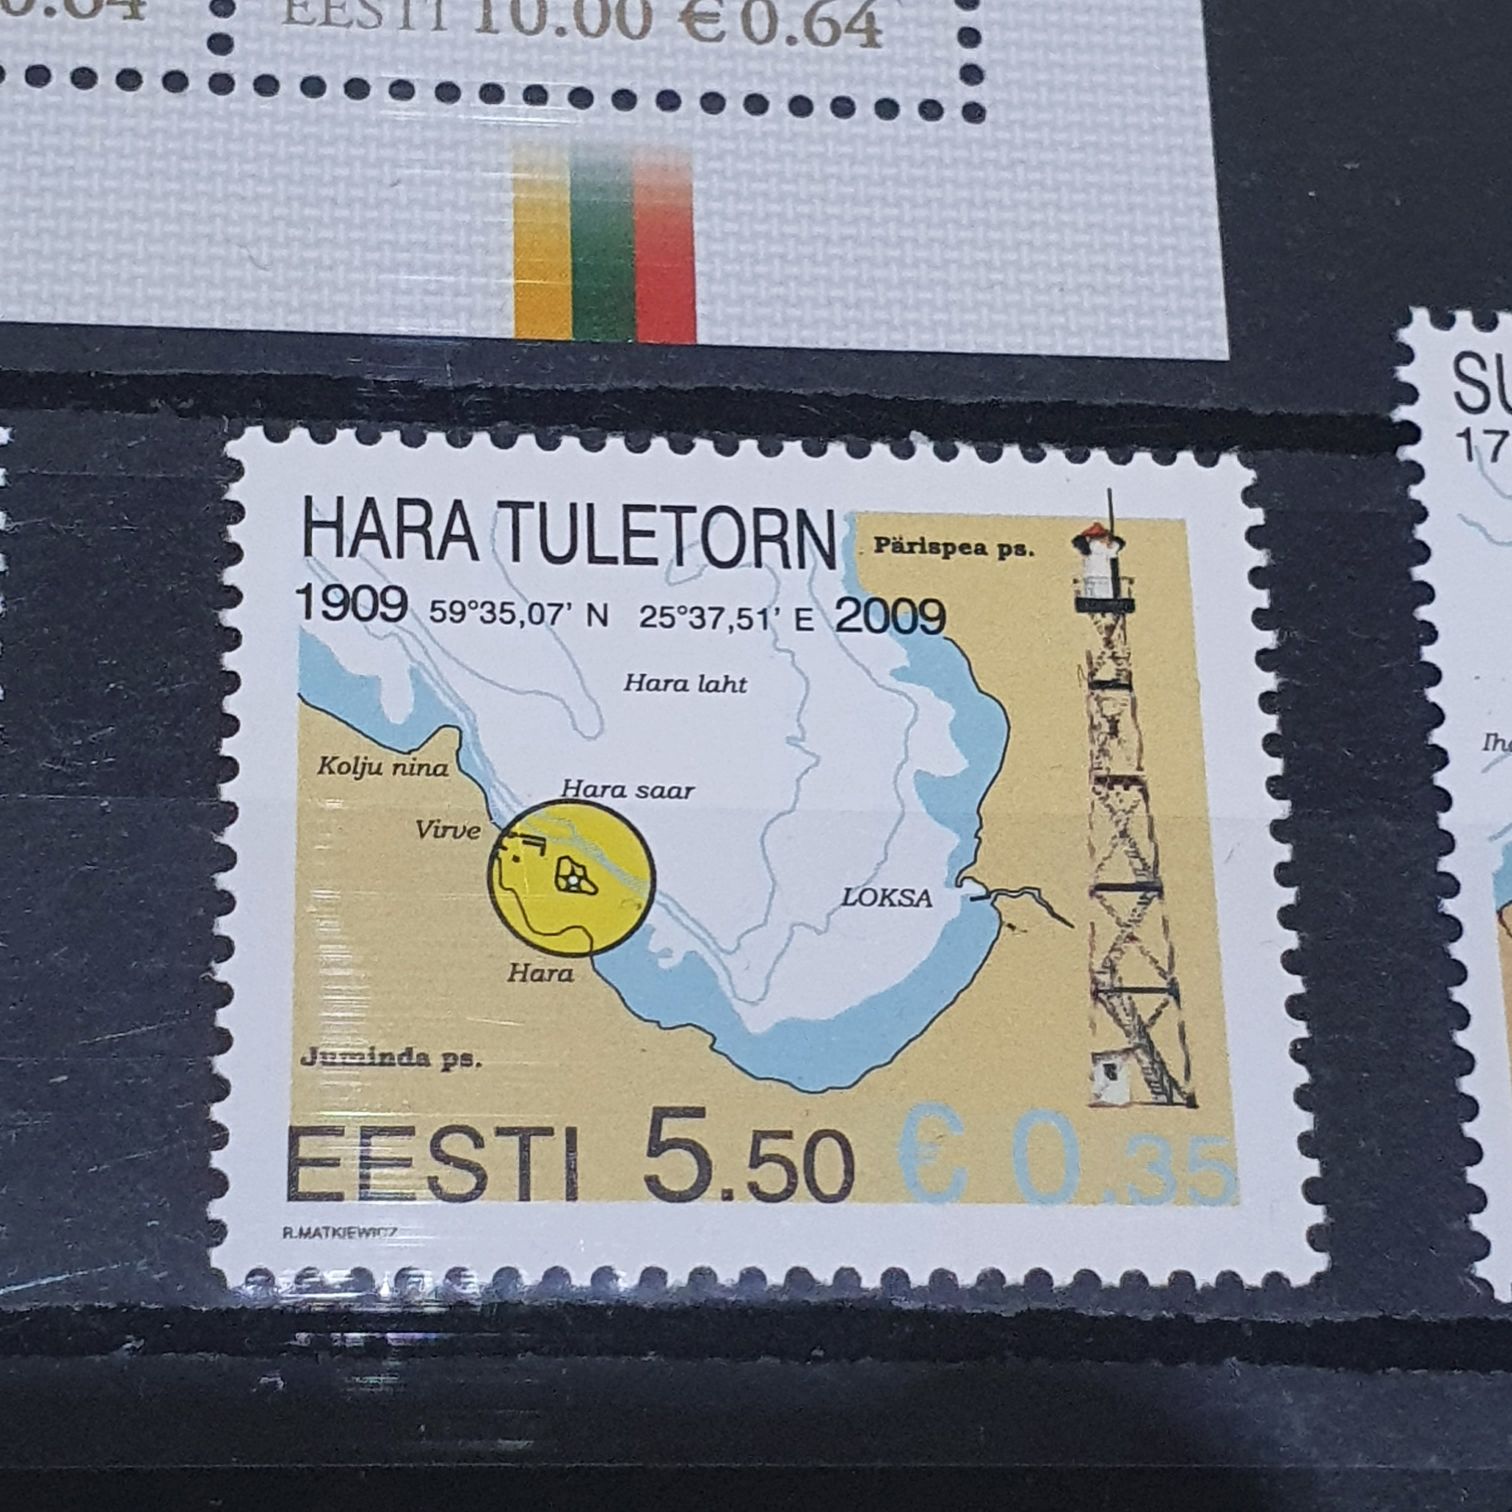 EESTI 10.00 € 0.64
HARA TULETORN
1909 59°35,07' N 25°37,51' E 2009
Pärispea ps.
Hara laht
Kolju nina
Hara saar
Virve
LOKSA
Hara
Juminda ps.
EESTI 5.50 € 0.35
R.MATKIEWICZ
17